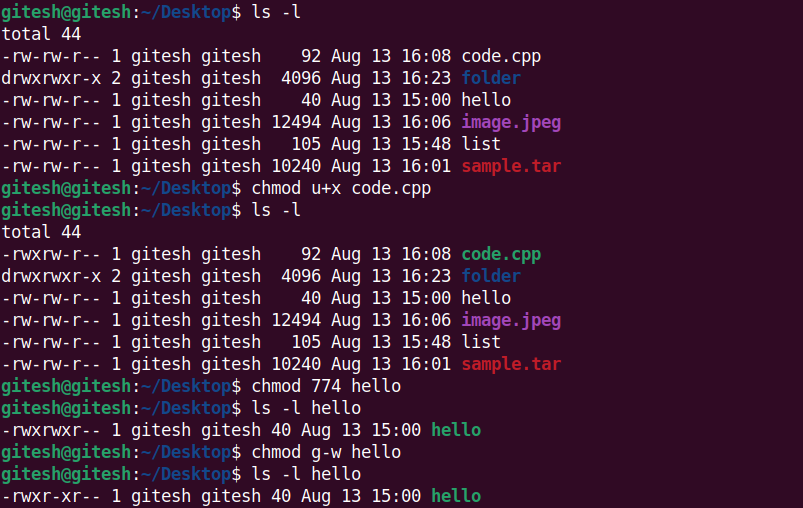 gitesh@gitesh:~/Desktop$ ls -l
total 44
-rw-rw-r-- 1 gitesh gitesh    92 Aug 13 16:08 code.cpp
drwxrwxr-x 2 gitesh gitesh  4096 Aug 13 16:23 folder
-rw-rw-r-- 1 gitesh gitesh    40 Aug 13 15:00 hello
-rw-rw-r-- 1 gitesh gitesh 12494 Aug 13 16:06 image.jpeg
-rw-rw-r-- 1 gitesh gitesh   105 Aug 13 15:48 list
-rw-rw-r-- 1 gitesh gitesh 10240 Aug 13 16:01 sample.tar
gitesh@gitesh:~/Desktop$ chmod u+x code.cpp
gitesh@gitesh:~/Desktop$ ls -l
total 44
-rwxrw-r-- 1 gitesh gitesh    92 Aug 13 16:08 code.cpp
drwxrwxr-x 2 gitesh gitesh  4096 Aug 13 16:23 folder
-rw-rw-r-- 1 gitesh gitesh    40 Aug 13 15:00 hello
-rw-rw-r-- 1 gitesh gitesh 12494 Aug 13 16:06 image.jpeg
-rw-rw-r-- 1 gitesh gitesh   105 Aug 13 15:48 list
-rw-rw-r-- 1 gitesh gitesh 10240 Aug 13 16:01 sample.tar
gitesh@gitesh:~/Desktop$ chmod 774 hello
gitesh@gitesh:~/Desktop$ ls -l hello
-rwxrwxr-- 1 gitesh gitesh 40 Aug 13 15:00 hello
gitesh@gitesh:~/Desktop$ chmod g-w hello
gitesh@gitesh:~/Desktop$ ls -l hello
-rwxr-xr-- 1 gitesh gitesh 40 Aug 13 15:00 hello